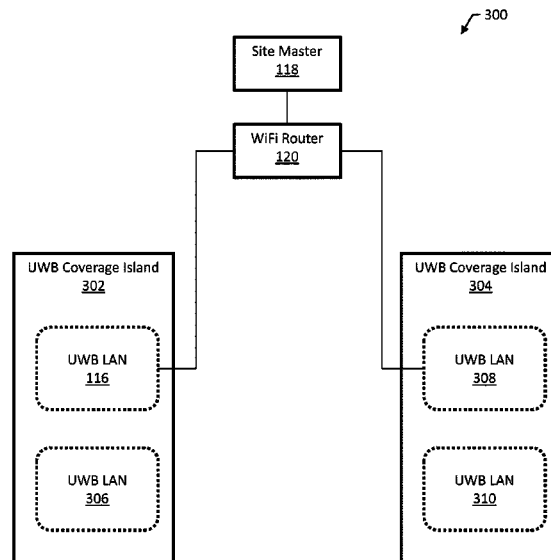 300
Site Master
118
WiFi Router
120
UWB Coverage Island
302
UWB Coverage Island
304
UWB LAN
116
UWB LAN
308
UWB LAN
306
UWB LAN
310